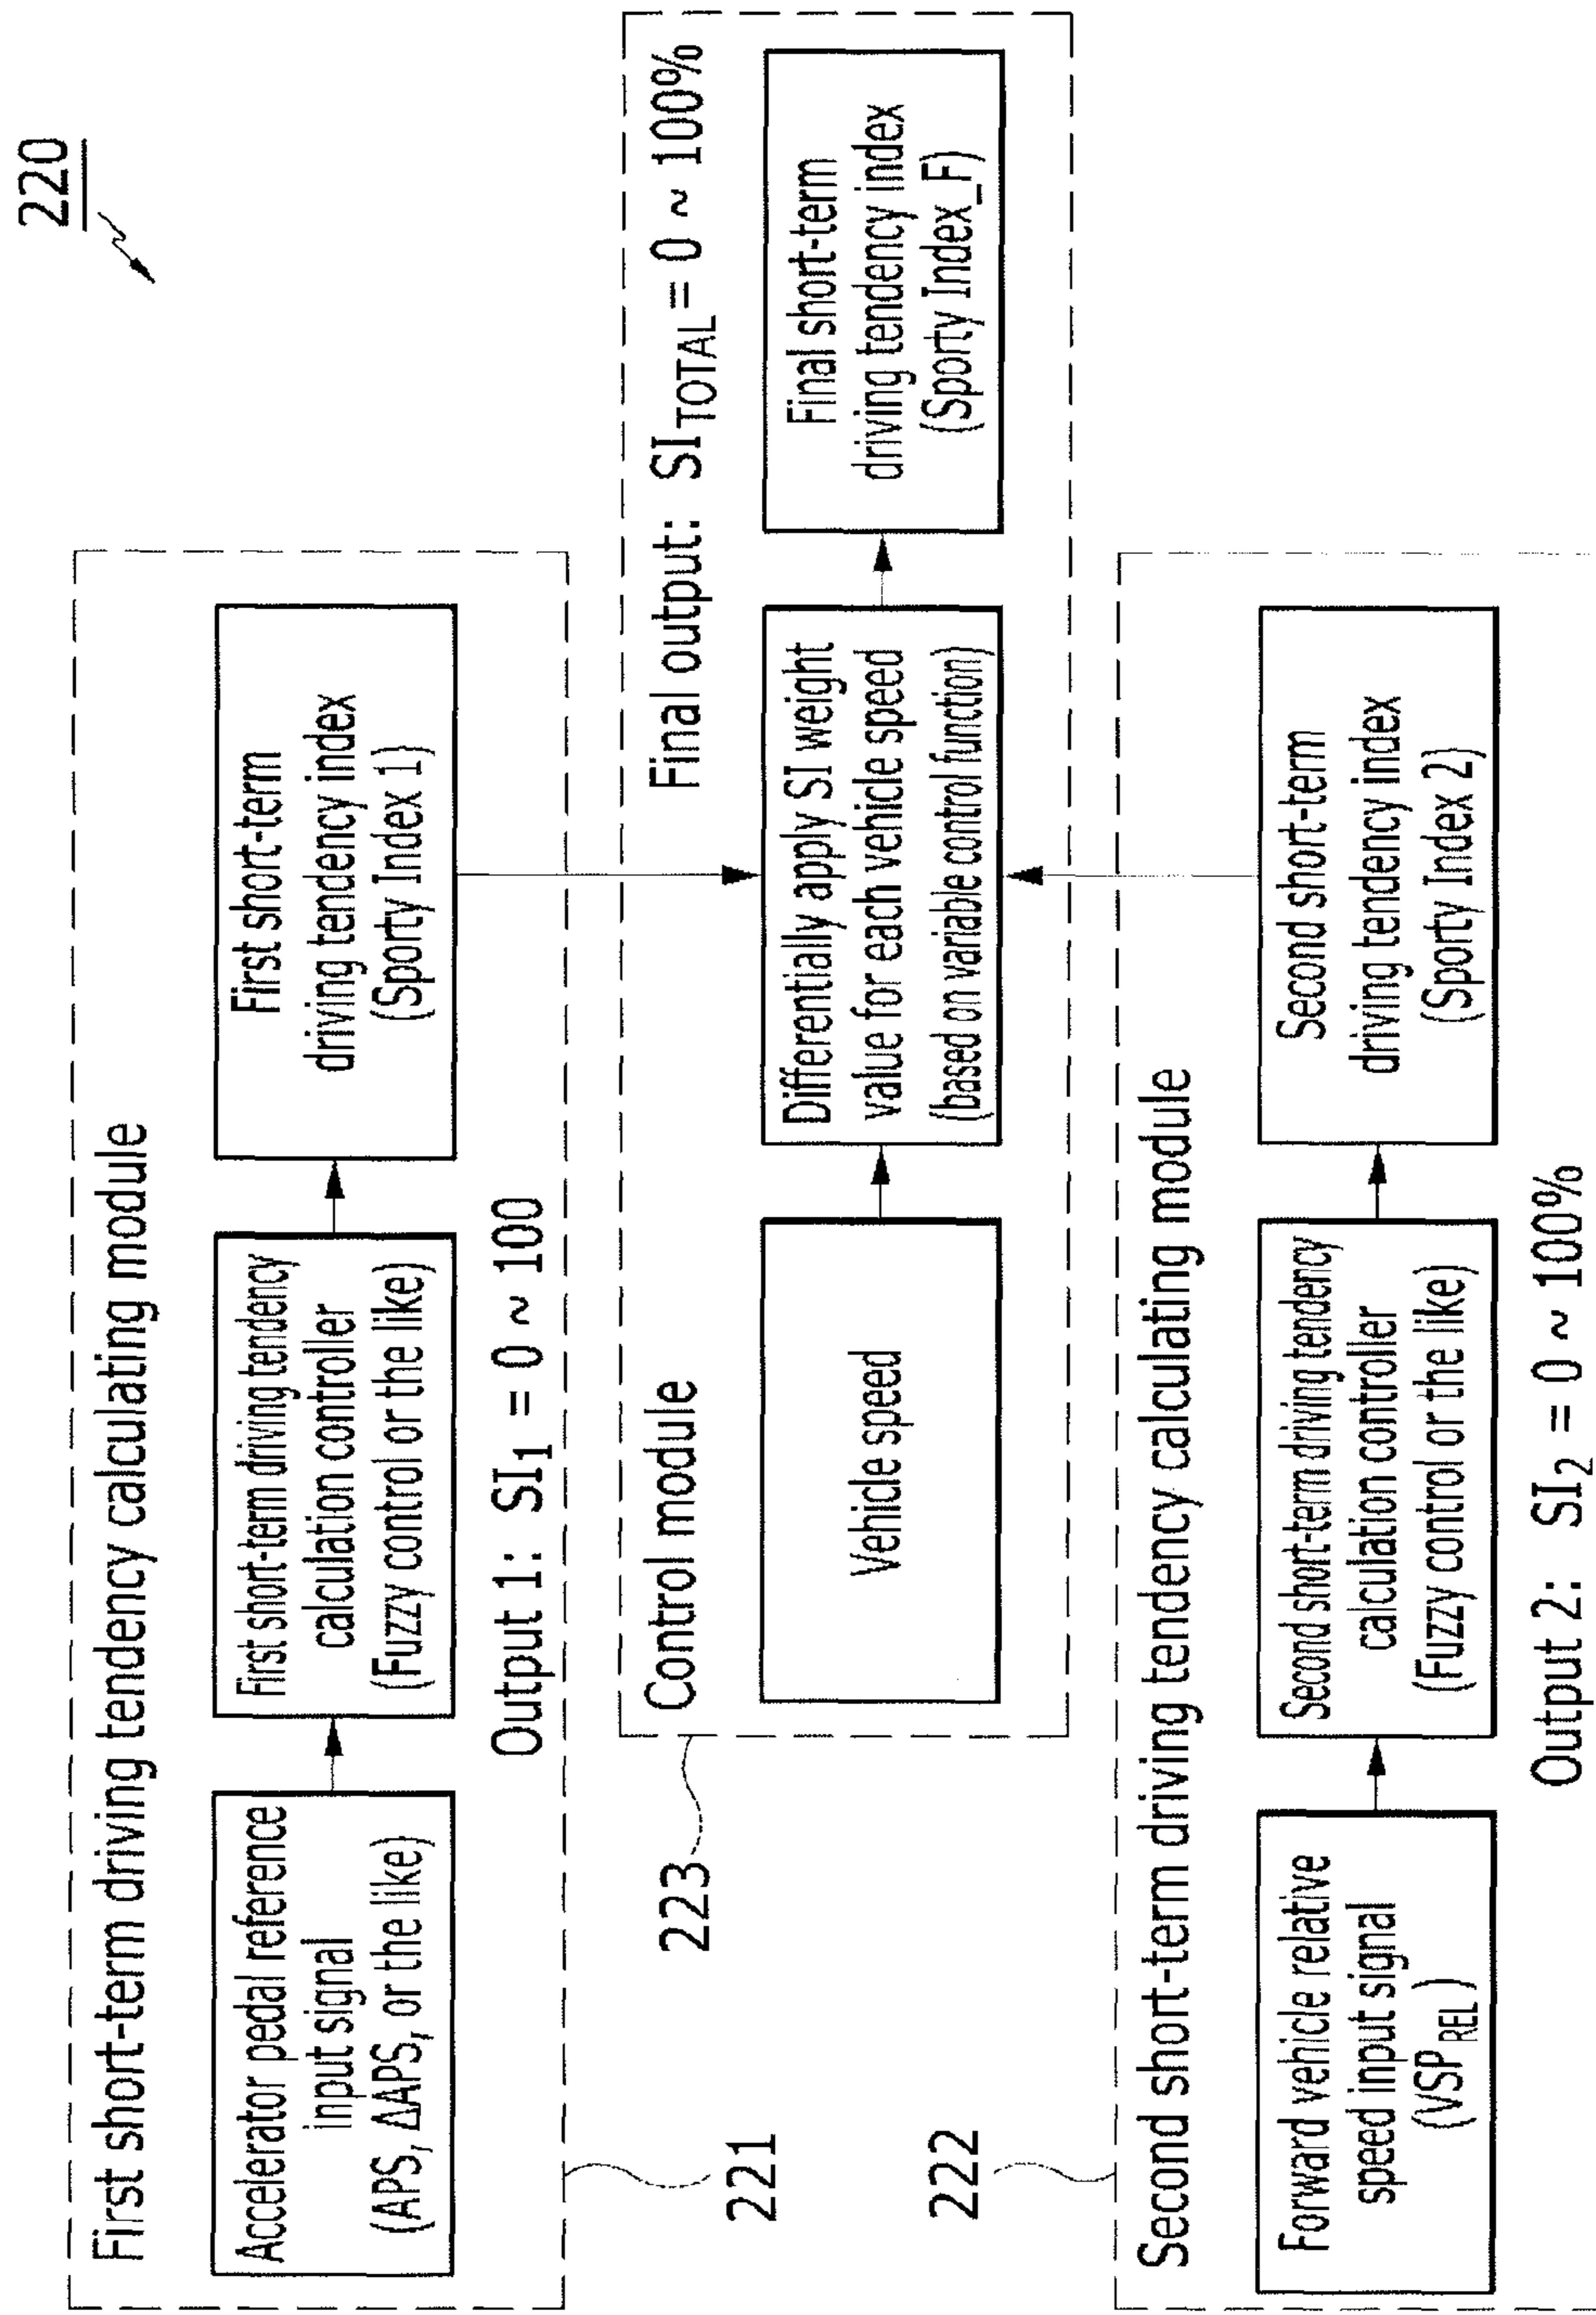 220
First short-term driving tendency calculating module
Accelerator pedal reference
input signal
(APS, ΔAPS, or the like)
First short-term driving tendency
calculation controller
(Fuzzy control or the like)
First short-term
driving tendency index
(Sporty Index 1)
Output 1: SI₁ = 0 ~ 100
221
223
Control module
Final output: SI_TOTAL = 0 ~ 100%
Vehicle speed
Differentially apply SI weight
value for each vehicle speed
(based on variable control function)
Final short-term
driving tendency index
(Sporty Index_F)
222
Second short-term driving tendency calculating module
Forward vehicle relative
speed input signal
(VSP_REL)
Second short-term driving tendency
calculation controller
(Fuzzy control or the like)
Second short-term
driving tendency index
(Sporty Index 2)
Output 2: SI₂ = 0 ~ 100%